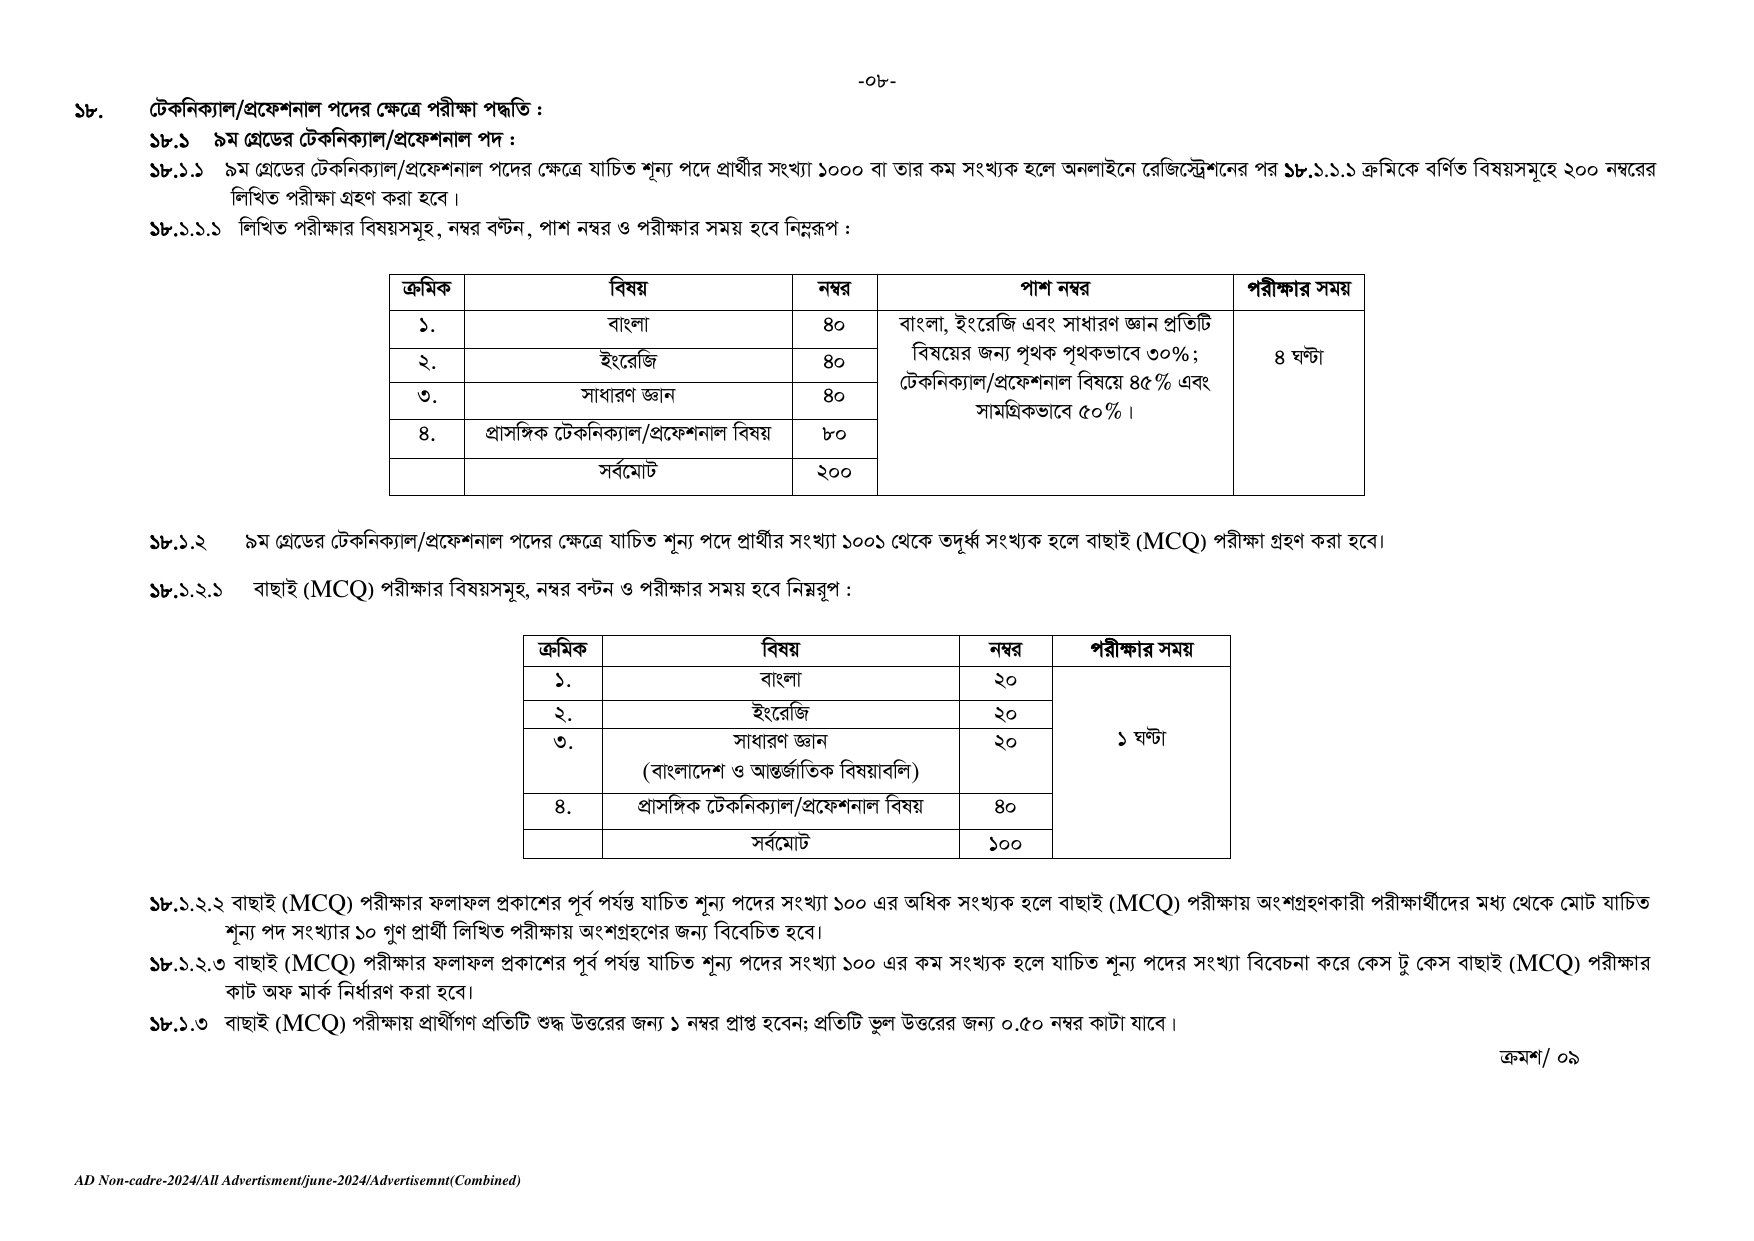 -০৮-
১৮. টেকনিক্যাল/প্রফেশনাল পদের ক্ষেত্রে পরীক্ষা পদ্ধতি :
১৮.১ ৯ম গ্রেডের টেকনিক্যাল/প্রফেশনাল পদ :
১৮.১.১ ৯ম গ্রেডের টেকনিক্যাল/প্রফেশনাল পদের ক্ষেত্রে যাচিত শূন্য পদে প্রার্থীর সংখ্যা ১০০০ বা তার কম সংখ্যক হলে অনলাইনে রেজিস্ট্রেশনের পর ১৮.১.১.১ ক্রমিকে বর্ণিত বিষয়সমূহে ২০০ নম্বরের
লিখিত পরীক্ষা গ্রহণ করা হবে।
১৮.১.১.১ লিখিত পরীক্ষার বিষয়সমূহ, নম্বর বণ্টন, পাশ নম্বর ও পরীক্ষার সময় হবে নিম্নরূপ :
ক্রমিক বিষয় নম্বর পাশ নম্বর পরীক্ষার সময়
১. বাংলা ৪০ বাংলা, ইংরেজি এবং সাধারণ জ্ঞান প্রতিটি
বিষয়ের জন্য পৃথক পৃথকভাবে ৩০%;
২. ইংরেজি ৪০ ৪ ঘণ্টা
টেকনিক্যাল/প্রফেশনাল বিষয়ে ৪৫% এবং
৩. সাধারণ জ্ঞান ৪০
সামগ্রিকভাবে ৫০%।
৪. প্রাসঙ্গিক টেকনিক্যাল/প্রফেশনাল বিষয় ৮০
সর্বমোট ২০০
১৮.১.২ ৯ম গ্রেডের টেকনিক্যাল/প্রফেশনাল পদের ক্ষেত্রে যাচিত শূন্য পদে প্রার্থীর সংখ্যা ১০০১ থেকে তদূর্ধ্ব সংখ্যক হলে বাছাই (MCQ) পরীক্ষা গ্রহণ করা হবে।
১৮.১.২.১ বাছাই (MCQ) পরীক্ষার বিষয়সমূহ, নম্বর বন্টন ও পরীক্ষার সময় হবে নিম্নরূপ :
ক্রমিক বিষয় নম্বর পরীক্ষার সময়
১. বাংলা ২০
২. ইংরেজি ২০
৩. সাধারণ জ্ঞান ২০ ১ ঘণ্টা
(বাংলাদেশ ও আন্তর্জাতিক বিষয়াবলি)
৪. প্রাসঙ্গিক টেকনিক্যাল/প্রফেশনাল বিষয় ৪০
সর্বমোট ১০০
১৮.১.২.২ বাছাই (MCQ) পরীক্ষার ফলাফল প্রকাশের পূর্ব পর্যন্ত যাচিত শূন্য পদের সংখ্যা ১০০ এর অধিক সংখ্যক হলে বাছাই (MCQ) পরীক্ষায় অংশগ্রহণকারী পরীক্ষার্থীদের মধ্য থেকে মোট যাচিত
শূন্য পদ সংখ্যার ১০ গুণ প্রার্থী লিখিত পরীক্ষায় অংশগ্রহণের জন্য বিবেচিত হবে।
১৮.১.২.৩ বাছাই (MCQ) পরীক্ষার ফলাফল প্রকাশের পূর্ব পর্যন্ত যাচিত শূন্য পদের সংখ্যা ১০০ এর কম সংখ্যক হলে যাচিত শূন্য পদের সংখ্যা বিবেচনা করে কেস টু কেস বাছাই (MCQ) পরীক্ষার
কাট অফ মার্ক নির্ধারণ করা হবে।
১৮.১.৩ বাছাই (MCQ) পরীক্ষায় প্রার্থীগণ প্রতিটি শুদ্ধ উত্তরের জন্য ১ নম্বর প্রাপ্ত হবেন; প্রতিটি ভুল উত্তরের জন্য ০.৫০ নম্বর কাটা যাবে।
ক্রমশ/ ০৯
AD Non-cadre-2024/All Advertisment/june-2024/Advertisemnt(Combined)